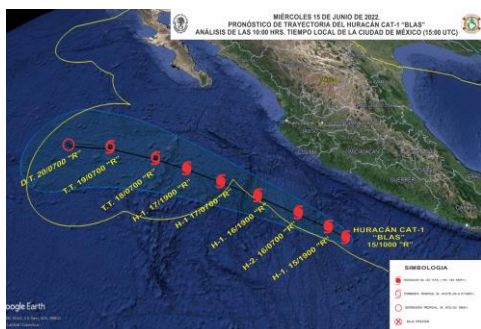 MIÉRCOLES 15 DE JUNIO DE 2022.
PRONÓSTICO DE TRAYECTORIA DEL HURACÁN CAT-1 “BLAS”
ANÁLISIS DE LAS 10:00 HRS. TIEMPO LOCAL DE LA CIUDAD DE MÉXICO (15:00 UTC)
MICHOACÁN
GUERRERO
D.T. 20/0700 "R"
T.T. 19/0700 "R"
T.T. 18/0700 "R"
H-1. 17/1900 "R"
H-1 17/0700 "R"
H-1. 16/1900 "R"
H-2. 16/0700 "R"
H-1. 15/1900 "R"
HURACÁN CAT-1
"BLAS"
15/1000 "R"
SIMBOLOGIA
oogle Earth